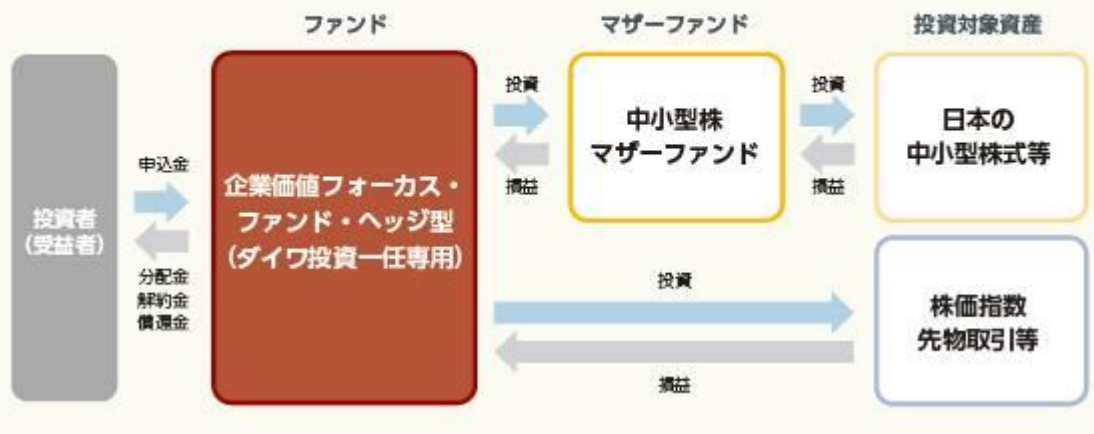 ファンド
マザーファンド
投資対象資産
投資者
(受益者)
申込金
分配金
解約金
償還金
企業価値フォーカス・
ファンド・ヘッジ型
(ダイワ投資一任専用)
投資
損益
中小型株
マザーファンド
投資
損益
日本の
中小型株式等
投資
損益
株価指数
先物取引等